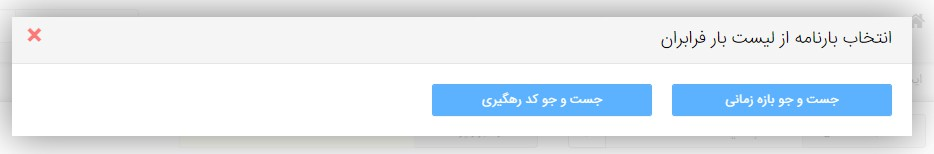 انتخاب بارنامه از لیست بار فرابران
جست و جو بازه زمانی
جست و جو کد رهگیری